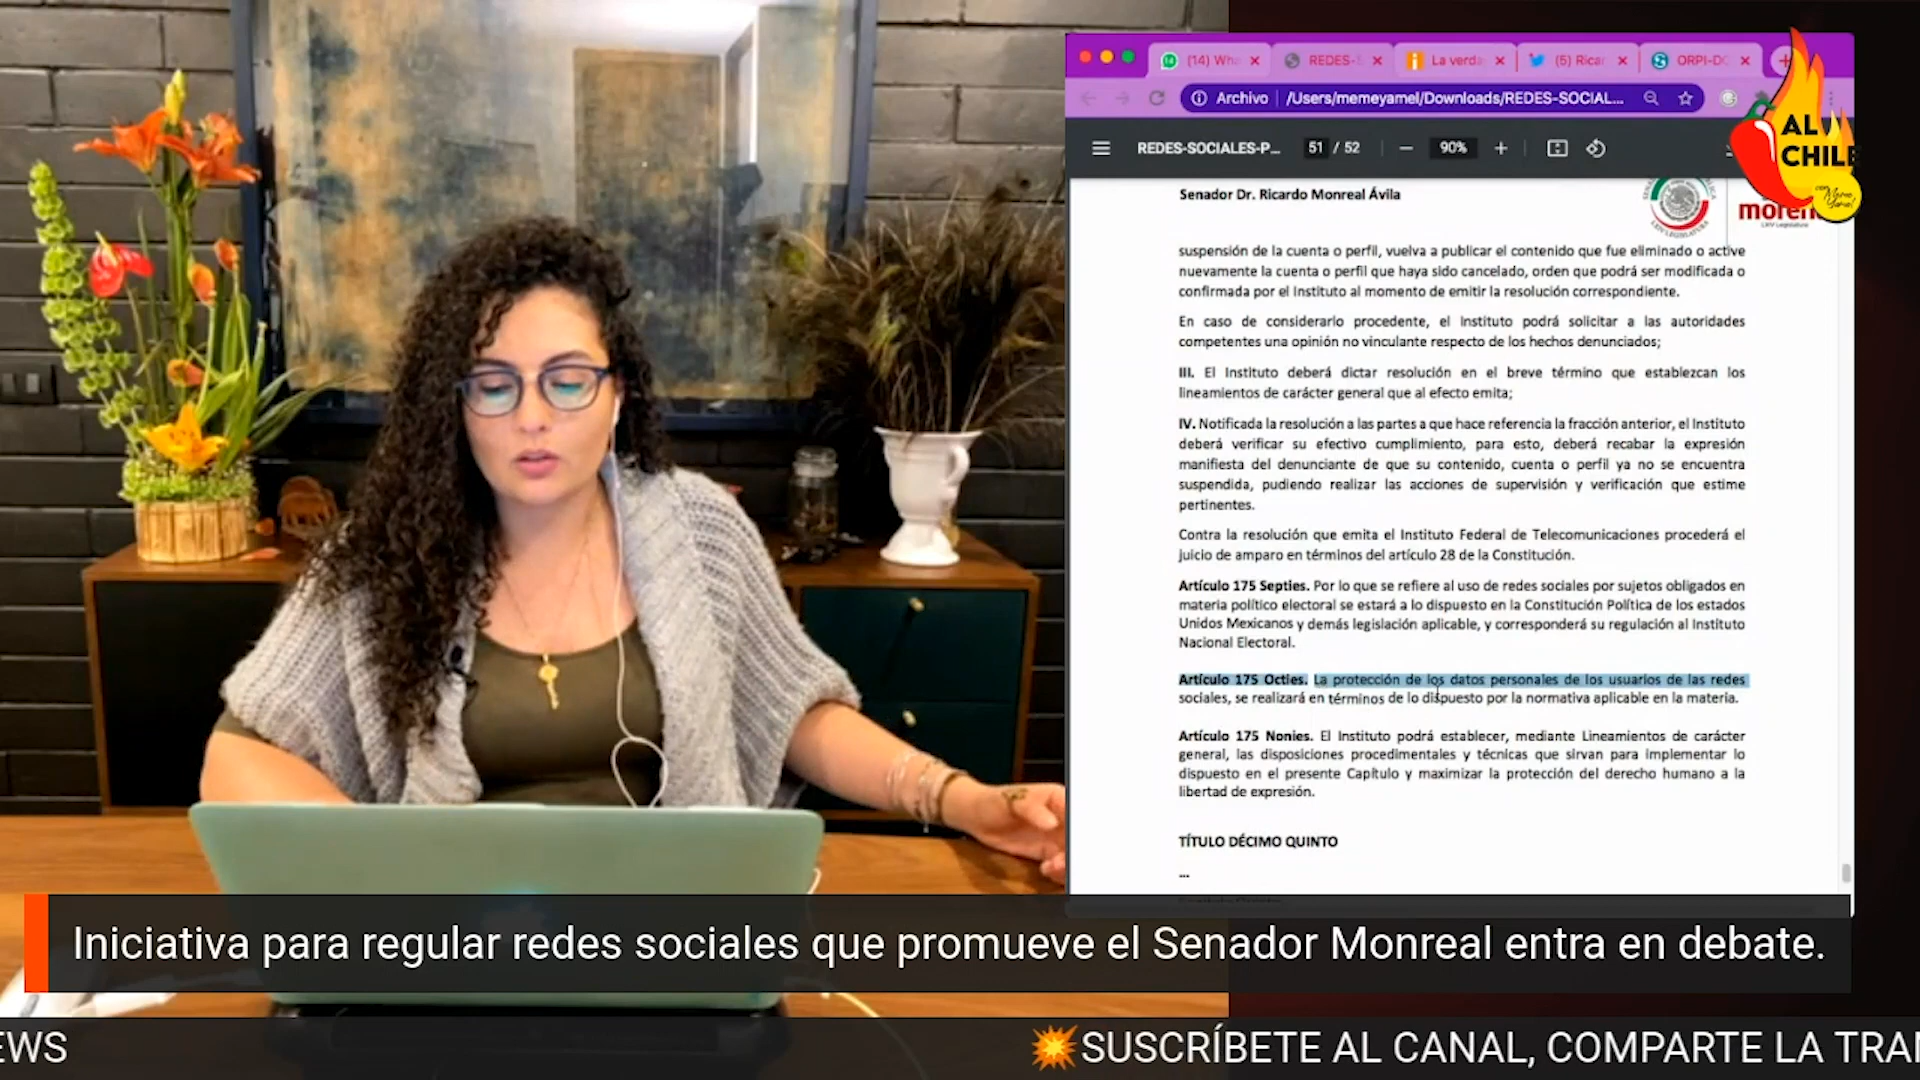 (14) Wh
REDES-
La verda
(5) Rica
ORPI-DO
Archivo
/Users/memeyamel/Downloads/REDES-SOCIAL...
REDES-SOCIALES-P...
51 / 52
90%
AL
CHILE
con Meme Yamel
Senador Dr. Ricardo Monreal Ávila
morena
LXIV Legislatura
suspensión de la cuenta o perfil, vuelva a publicar el contenido que fue eliminado o active
nuevamente la cuenta o perfil que haya sido cancelado, orden que podrá ser modificada o
confirmada por el Instituto al momento de emitir la resolución correspondiente.
En caso de considerarlo procedente, el Instituto podrá solicitar a las autoridades
competentes una opinión no vinculante respecto de los hechos denunciados;
III. El Instituto deberá dictar resolución en el breve término que establezcan los
lineamientos de carácter general que al efecto emita;
IV. Notificada la resolución a las partes a que hace referencia la fracción anterior, el Instituto
deberá verificar su efectivo cumplimiento, para esto, deberá recabar la expresión
manifiesta del denunciante de que su contenido, cuenta o perfil ya no se encuentra
suspendida, pudiendo realizar las acciones de supervisión y verificación que estime
pertinentes.
Contra la resolución que emita el Instituto Federal de Telecomunicaciones procederá el
juicio de amparo en términos del artículo 28 de la Constitución.
Artículo 175 Septies. Por lo que se refiere al uso de redes sociales por sujetos obligados en
materia político electoral se estará a lo dispuesto en la Constitución Política de los estados
Unidos Mexicanos y demás legislación aplicable, y corresponderá su regulación al Instituto
Nacional Electoral.
Artículo 175 Octies. La protección de los datos personales de los usuarios de las redes
sociales, se realizará en términos de lo dispuesto por la normativa aplicable en la materia.
Artículo 175 Nonies. El Instituto podrá establecer, mediante Lineamientos de carácter
general, las disposiciones procedimentales y técnicas que sirvan para implementar lo
dispuesto en el presente Capítulo y maximizar la protección del derecho humano a la
libertad de expresión.
TÍTULO DÉCIMO QUINTO
...
Iniciativa para regular redes sociales que promueve el Senador Monreal entra en debate.
EWS
💥SUSCRÍBETE AL CANAL, COMPARTE LA TRAN